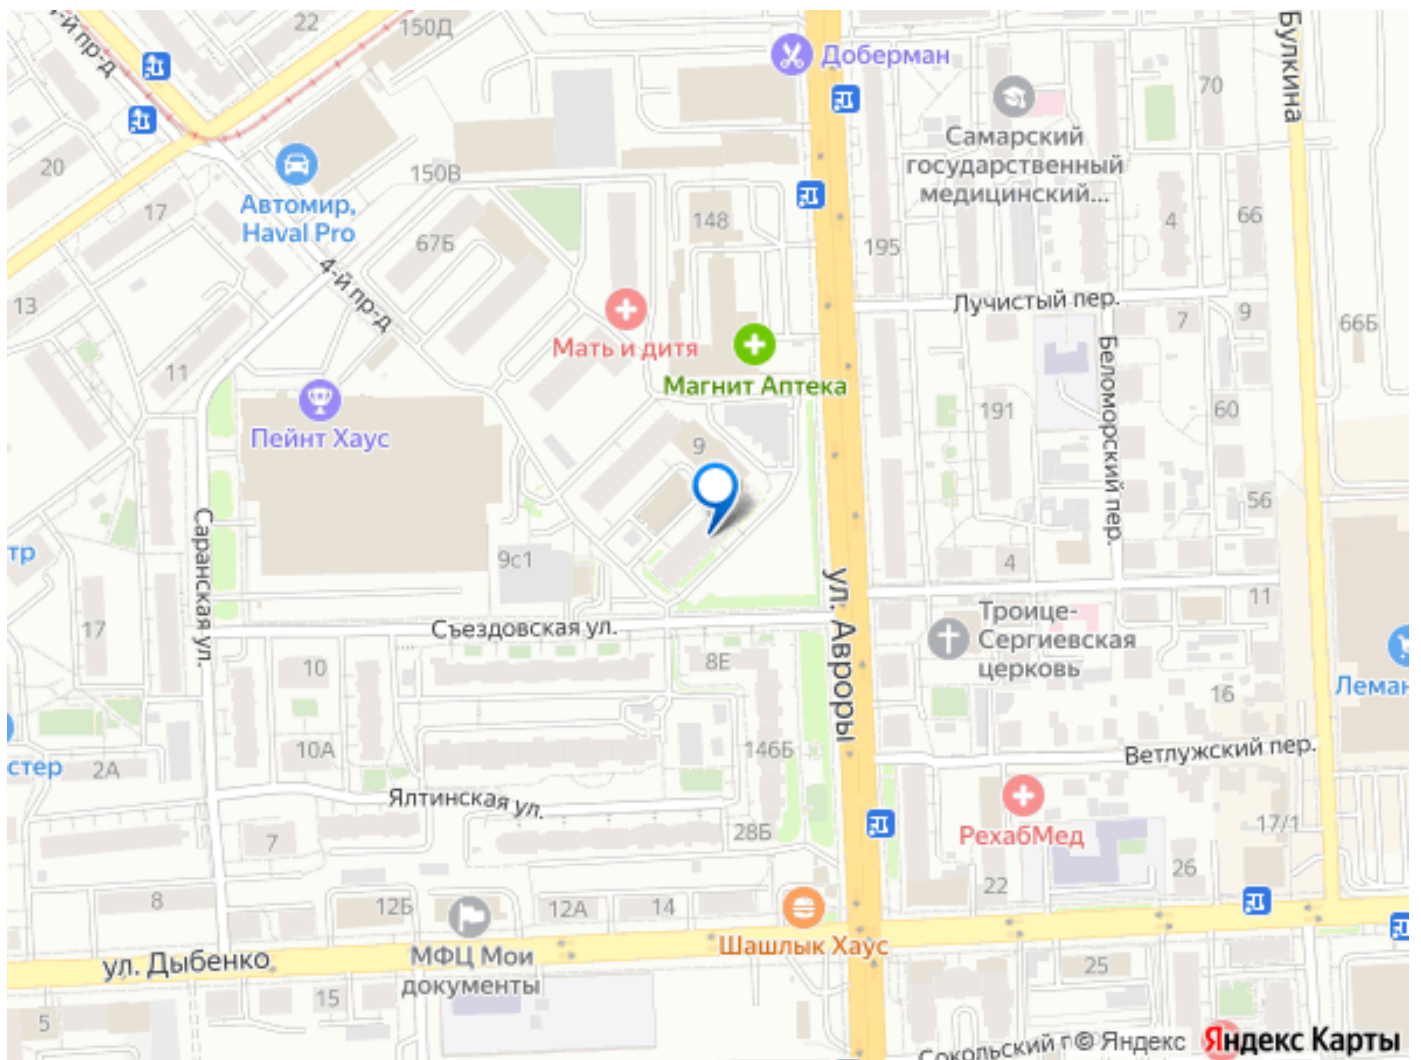 22
150Д
Доберман
Булкина
4-й пр-д
70
20
150В
Самарский
государственный
медицинский...
Автомир,
Haval Pro
17
67Б
148
195
4
66
4-й пр-д
13
Лучистый пер.
7
9
66Б
Мать и дитя
Магнит Аптека
Беломорский пер.
11
Пейнт Хаус
191
60
9
56
Саранская ул.
тр
9с1
4
11
ул. Авроры
Троице-
Сергиевская
церковь
17
Съездовская ул.
10
8Е
16
Леман
10А
146Б
Ветлужский пер.
стер
2А
Ялтинская ул.
7
28Б
РехабМед
17/1
26
22
8
12Б
12А
14
Шашлык Хаус
ул. Дыбенко
МФЦ Мои
документы
25
15
5
Сокольский г
© Яндекс
Яндекс Карты